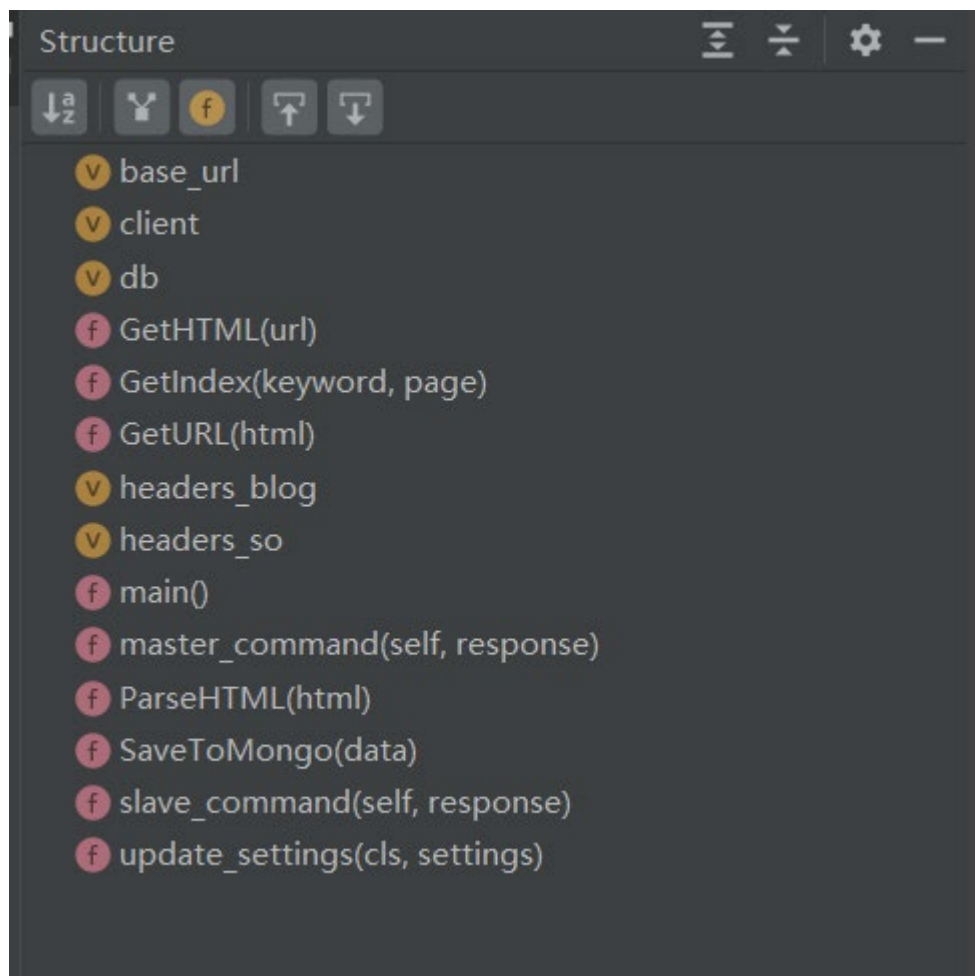 Structure
base_url
client
db
GetHTML(url)
GetIndex(keyword, page)
GetURL(html)
headers_blog
headers_so
main()
master_command(self, response)
ParseHTML(html)
SaveToMongo(data)
slave_command(self, response)
update_settings(cls, settings)